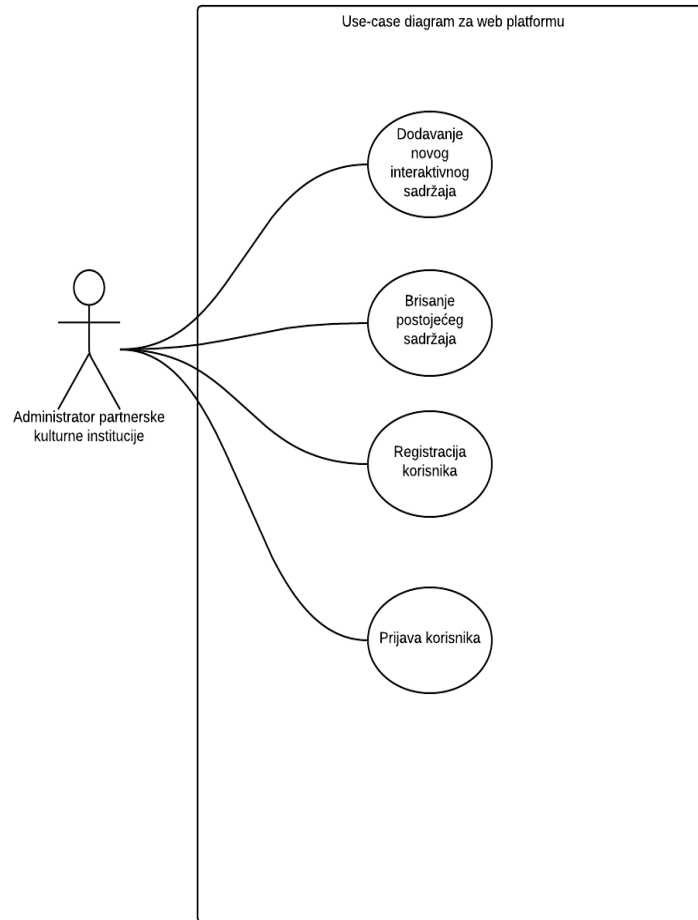 Use-case diagram za web platformu
Dodavanje
novog
interaktivnog
sadržaja
Brisanje
postojećeg
sadržaja
Administrator partnerske
kulturne institucije
Registracija
korisnika
Prijava korisnika